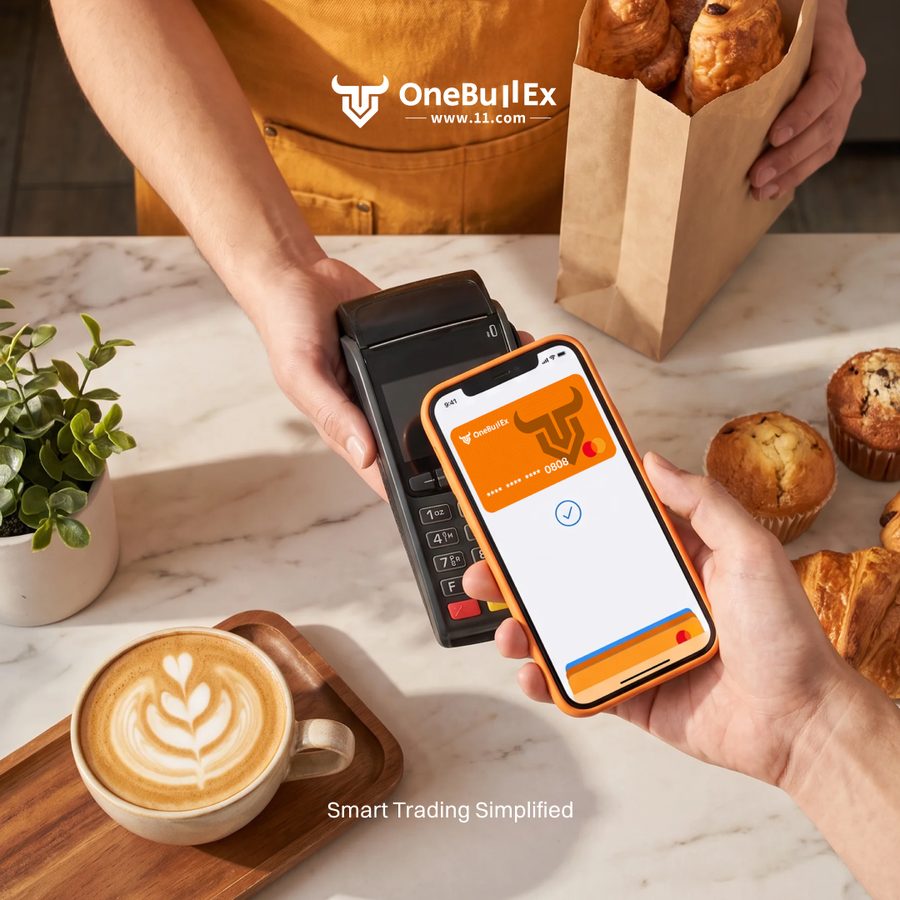 OneBullEx
www.11.com
9:41
OneBullEx
**** **** **** 0808
1oz
4
7
F
Smart Trading Simplified